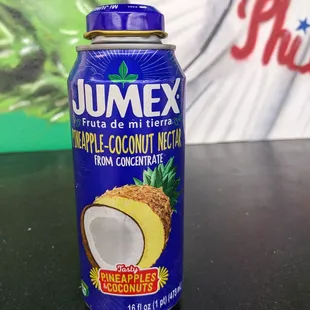 JUMEX
Fruta de mi tierra
PINEAPPLE-COCONUT NECTAR
FROM CONCENTRATE
Tasty
PINEAPPLES
& COCONUTS
16 fl oz (1 pt) (473 m
Phi